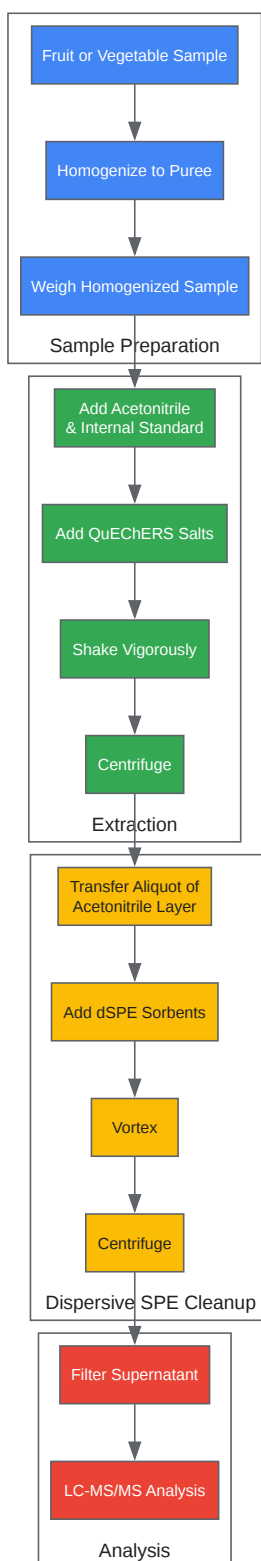 Fruit or Vegetable Sample
Homogenize to Puree
Weigh Homogenized Sample
Sample Preparation
Add Acetonitrile
& Internal Standard
Add QuEChERS Salts
Shake Vigorously
Centrifuge
Extraction
Transfer Aliquot of
Acetonitrile Layer
Add dSPE Sorbents
Vortex
Centrifuge
Dispersive SPE Cleanup
Filter Supernatant
LC-MS/MS Analysis
Analysis